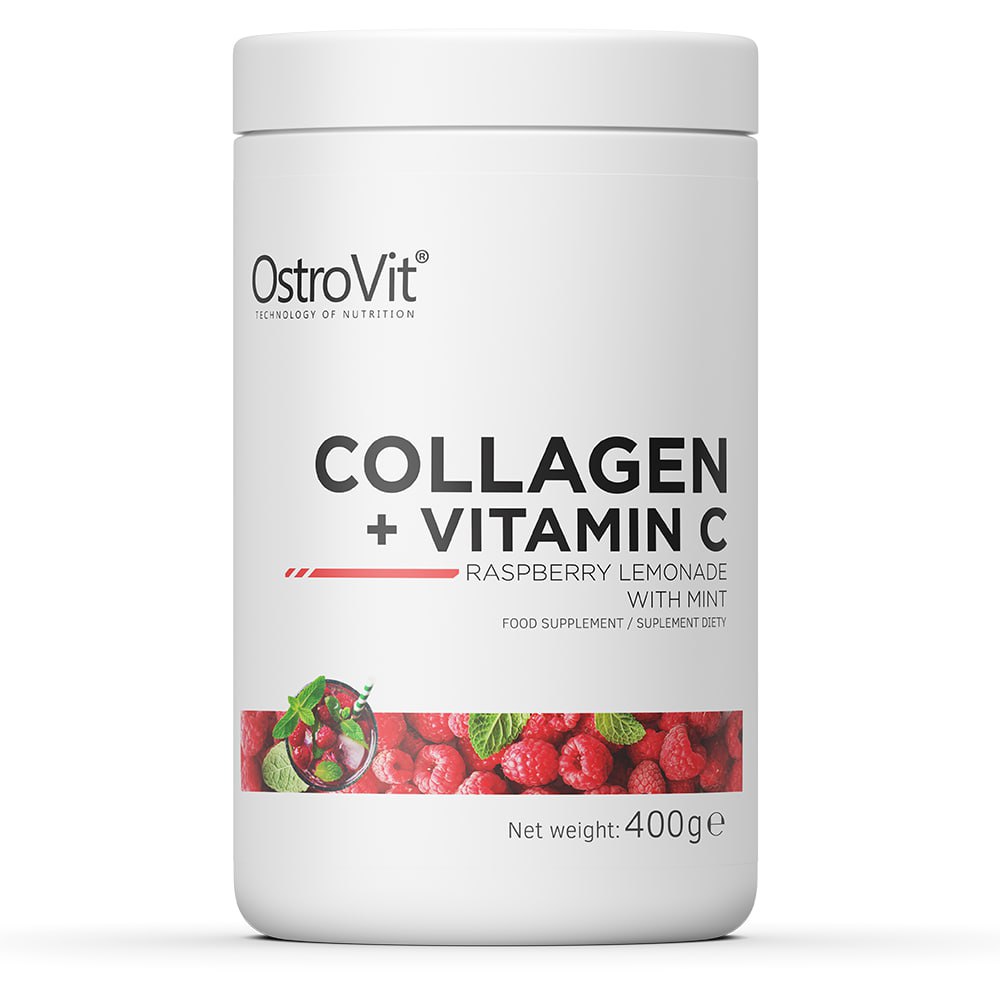 OstroVit®
TECHNOLOGY OF NUTRITION
COLLAGEN
+ VITAMIN C
RASPBERRY LEMONADE
WITH MINT
FOOD SUPPLEMENT / SUPLEMENT DIETY
Net weight: 400g℮